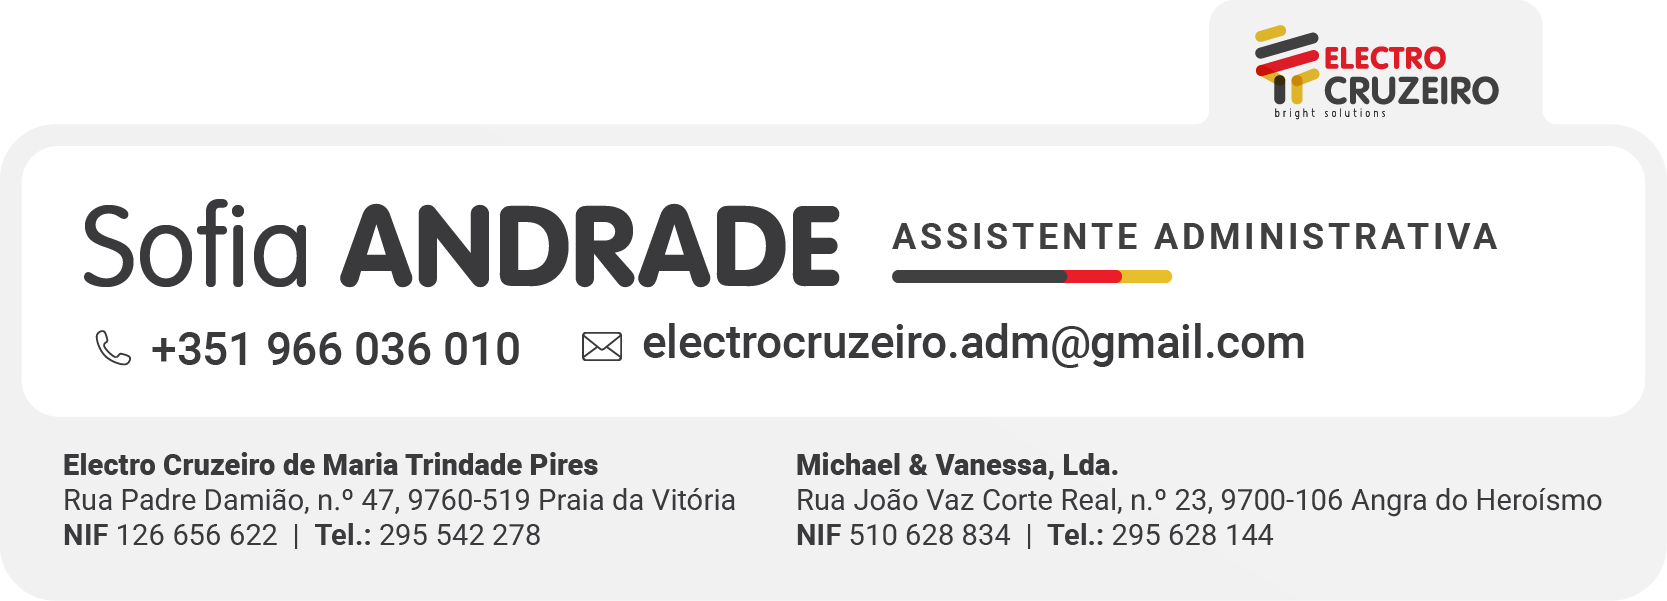 ELECTRO
CRUZEIRO
bright solutions
Sofia ANDRADE
ASSISTENTE ADMINISTRATIVA
+351 966 036 010
electrocruzeiro.adm@gmail.com
Electro Cruzeiro de Maria Trindade Pires
Rua Padre Damião, n.º 47, 9760-519 Praia da Vitória
NIF 126 656 622 | Tel.: 295 542 278
Michael & Vanessa, Lda.
Rua João Vaz Corte Real, n.º 23, 9700-106 Angra do Heroísmo
NIF 510 628 834 | Tel.: 295 628 144